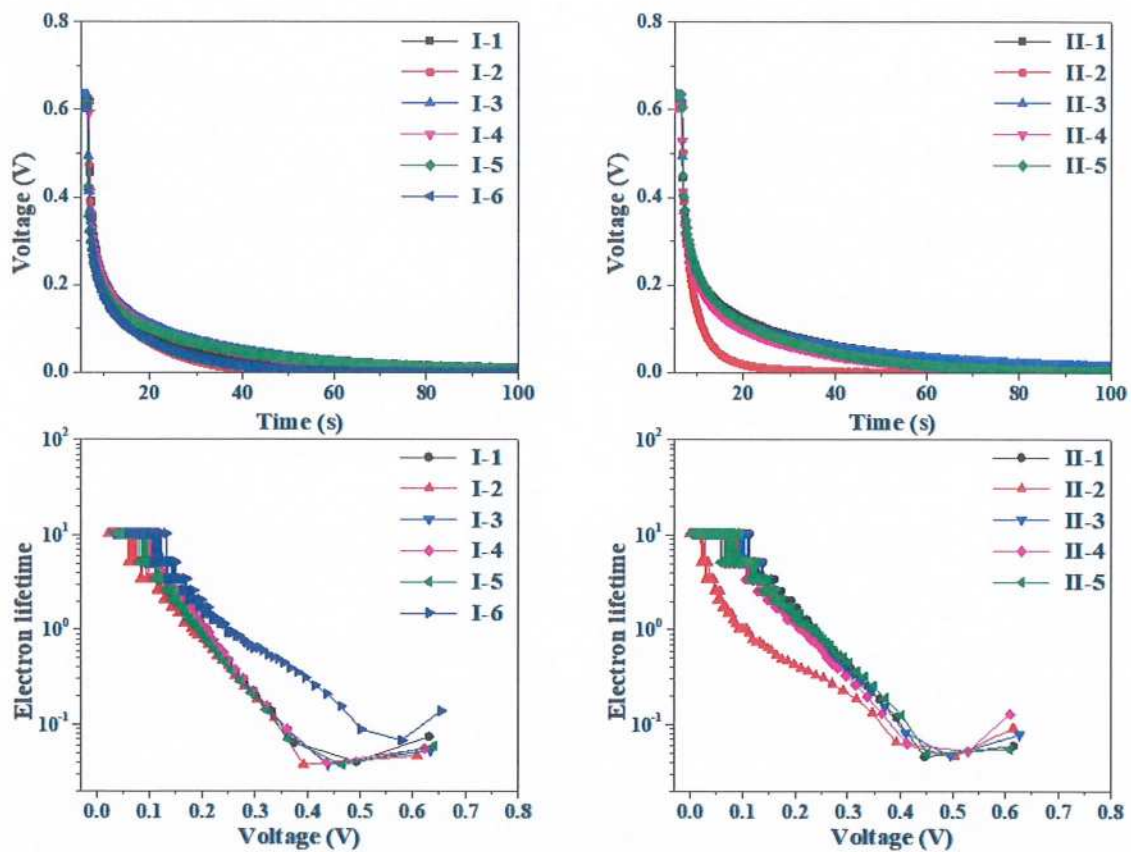 0.8
0.6
0.4
0.2
0.0
Voltage (V)
20 40 60 80 100
Time (s)
I-1
I-2
I-3
I-4
I-5
I-6
0.8
0.6
0.4
0.2
0.0
Voltage (V)
20 40 60 80 100
Time (s)
II-1
II-2
II-3
II-4
II-5
10²
10¹
10⁰
10⁻¹
Electron lifetime
0.0 0.1 0.2 0.3 0.4 0.5 0.6 0.7 0.8
Voltage (V)
I-1
I-2
I-3
I-4
I-5
I-6
10²
10¹
10⁰
10⁻¹
Electron lifetime
0.0 0.1 0.2 0.3 0.4 0.5 0.6 0.7 0.8
Voltage (V)
II-1
II-2
II-3
II-4
II-5